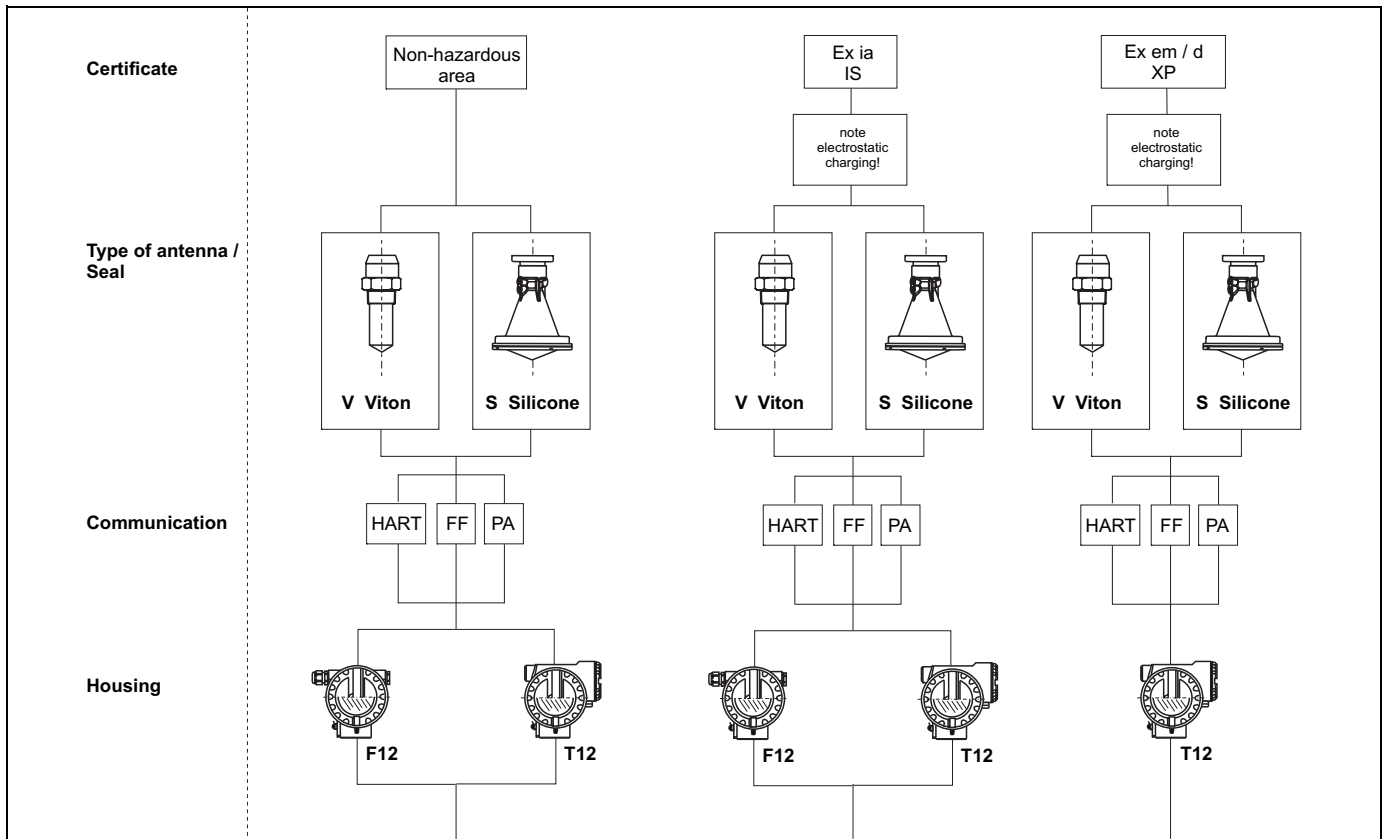 Certificate
Non-hazardous
area
Ex ia
IS
Ex em / d
XP
note
electrostatic
charging!
note
electrostatic
charging!
Type of antenna /
Seal
V Viton
S Silicone
V Viton
S Silicone
V Viton
S Silicone
Communication
HART
FF
PA
HART
FF
PA
HART
FF
PA
Housing
F12
T12
F12
T12
T12